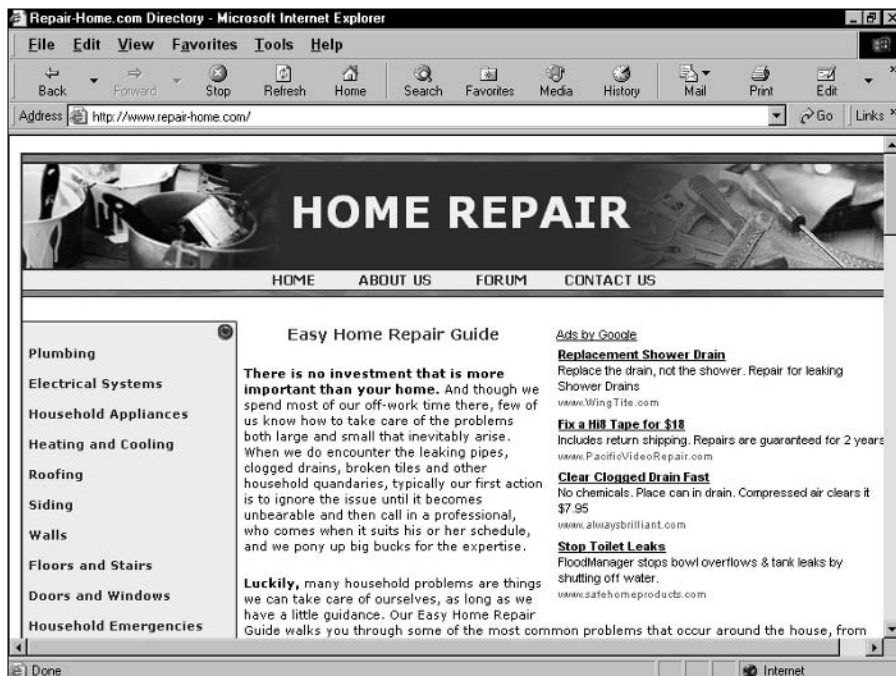 Repair-Home.com Directory - Microsoft Internet Explorer
File Edit View Favorites Tools Help
Back Forward Stop Refresh Home Search Favorites Media History Mail Print Edit
Address http://www.repair-home.com/ Go Links
HOME REPAIR
HOME ABOUT US FORUM CONTACT US
Plumbing
Electrical Systems
Household Appliances
Heating and Cooling
Roofing
Siding
Walls
Floors and Stairs
Doors and Windows
Household Emergencies
Easy Home Repair Guide
There is no investment that is more
important than your home. And though we
spend most of our off-work time there, few of
us know how to take care of the problems
both large and small that inevitably arise.
When we do encounter the leaking pipes,
clogged drains, broken tiles and other
household quandaries, typically our first action
is to ignore the issue until it becomes
unbearable and then call in a professional,
who comes when it suits his or her schedule,
and we pony up big bucks for the expertise.
Luckily, many household problems are things
we can take care of ourselves, as long as we
have a little guidance. Our Easy Home Repair
Guide walks you through some of the most common problems that occur around the house, from
Ads by Google
Replacement Shower Drain
Replace the drain, not the shower. Repair for leaking
Shower Drains
www.WingTite.com
Fix a Hi8 Tape for $18
Includes return shipping. Repairs are guaranteed for 2 years
www.PacificVideoRepair.com
Clear Clogged Drain Fast
No chemicals. Place can in drain. Compressed air clears it
$7.95
www.alwaysbrilliant.com
Stop Toilet Leaks
FloodManager stops bowl overflows & tank leaks by
shutting off water.
www.safehomeproducts.com
Done Internet